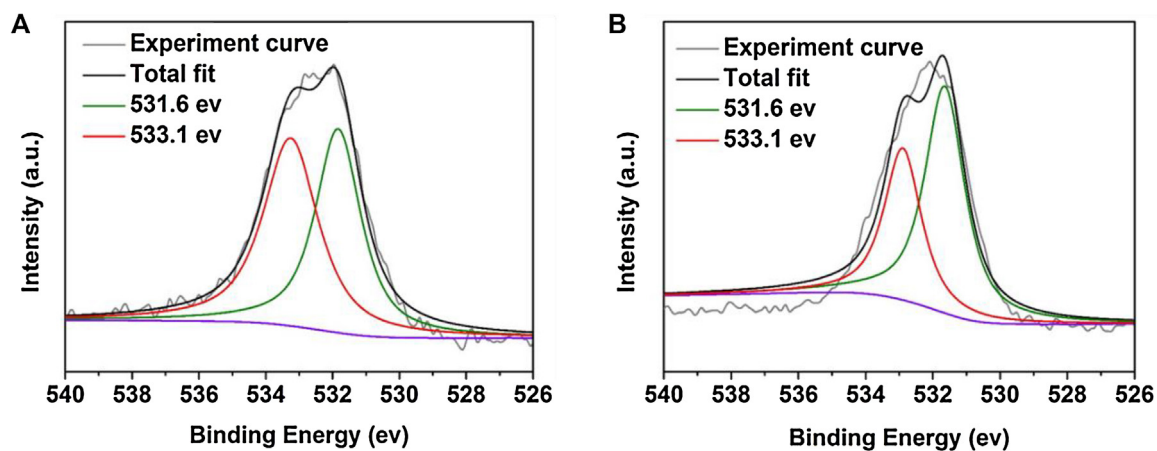 A
Experiment curve
Total fit
531.6 ev
533.1 ev
Intensity (a.u.)
540 538 536 534 532 530 528 526
Binding Energy (ev)
B
Experiment curve
Total fit
531.6 ev
533.1 ev
Intensity (a.u.)
540 538 536 534 532 530 528 526
Binding Energy (ev)